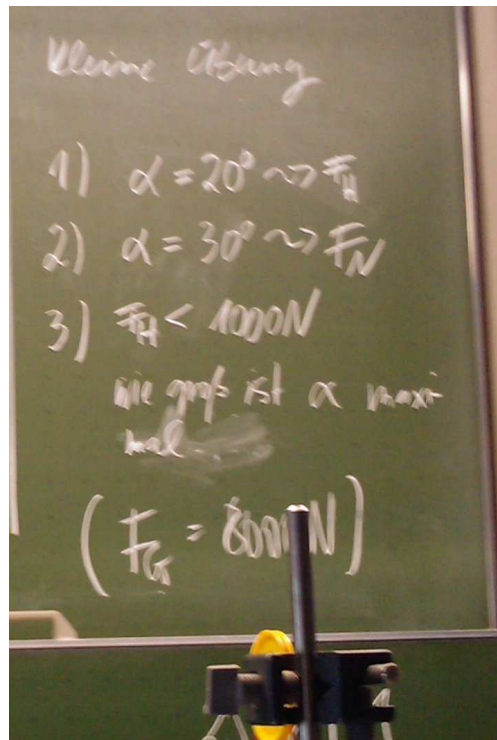 Kleine Übung
1) α = 20° ~> F_H
2) α = 30° ~> F_N
3) F_H < 1000N
wie groß ist α maxi-
mal
(F_G = 8000N)